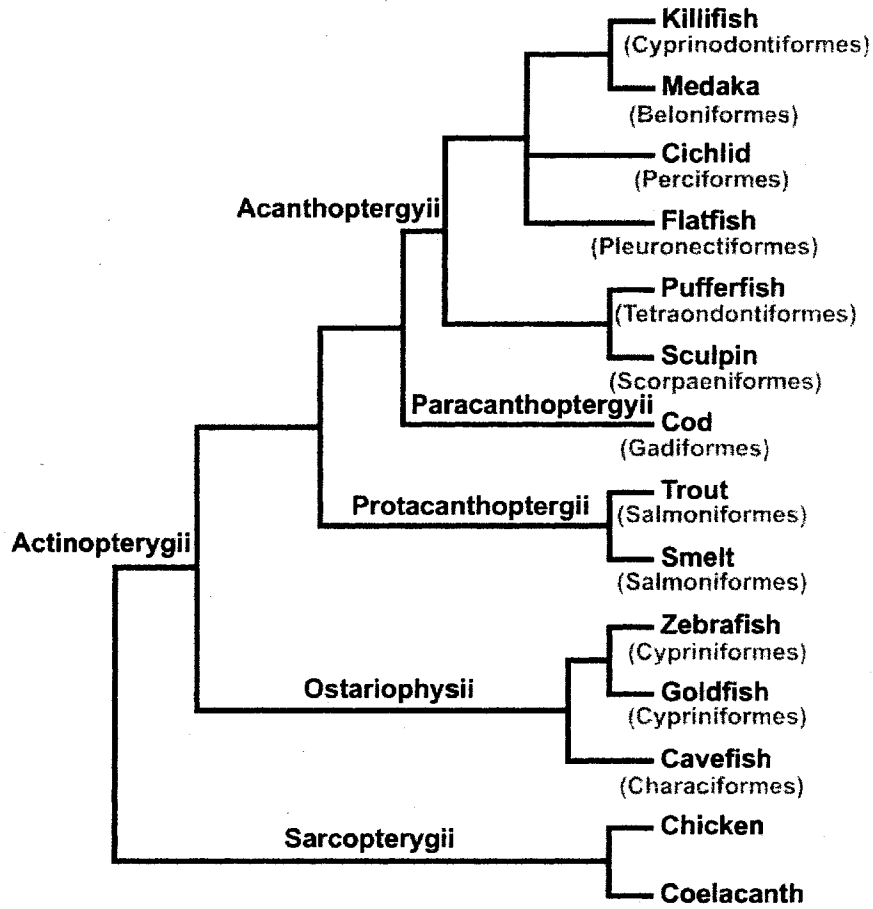 Killifish
(Cyprinodontiformes)
Medaka
(Beloniformes)
Cichlid
(Perciformes)
Acanthoptergyii
Flatfish
(Pleuronectiformes)
Pufferfish
(Tetraondontiformes)
Sculpin
(Scorpaeniformes)
Paracanthoptergyii
Cod
(Gadiformes)
Trout
Protacanthoptergii
(Salmoniformes)
Actinopterygii
Smelt
(Salmoniformes)
Zebrafish
(Cypriniformes)
Ostariophysii
Goldfish
(Cypriniformes)
Cavefish
(Characiformes)
Chicken
Sarcopterygii
Coelacanth